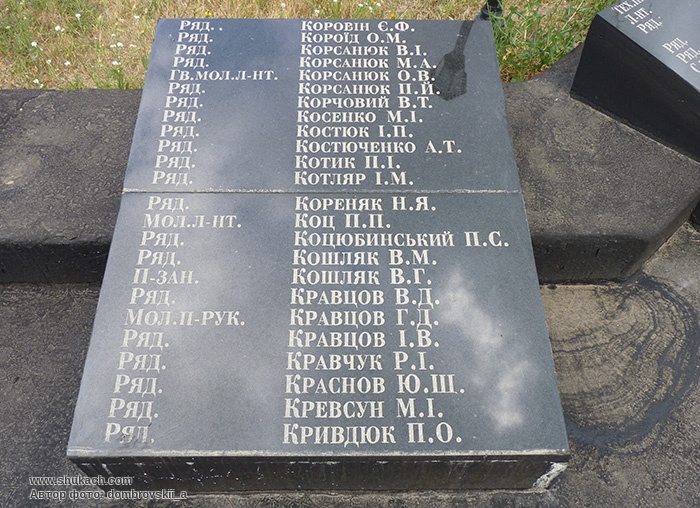 Ряд. Коровін Є.Ф.
Ряд. Короїд О.М.
Ряд. Корсанюк В.І.
Ряд. Корсанюк М.А.
Гв.мол.л-нт. Корсанюк О.В.
Ряд. Корсанюк П.Й.
Ряд. Корчовий В.Т.
Ряд. Косенко М.І.
Ряд. Костюк І.П.
Ряд. Костюченко А.Т.
Ряд. Котик П.І.
Ряд. Котляр І.М.
Ряд. Кореняк Н.Я.
Мол.л-нт. Коц П.П.
Ряд. Коцюбинський П.С.
Ряд. Кошляк В.М.
П-зан. Кошляк В.Г.
Ряд. Кравцов В.Д.
Мол.п-рук. Кравцов Г.Д.
Ряд. Кравцов І.В.
Ряд. Кравчук Р.І.
Ряд. Краснов Ю.Ш.
Ряд. Кревсун М.І.
Ряд. Кривдюк П.О.
Ряд.
Ряд.
www.shukach.com
Автор фото: dombrovskii_a